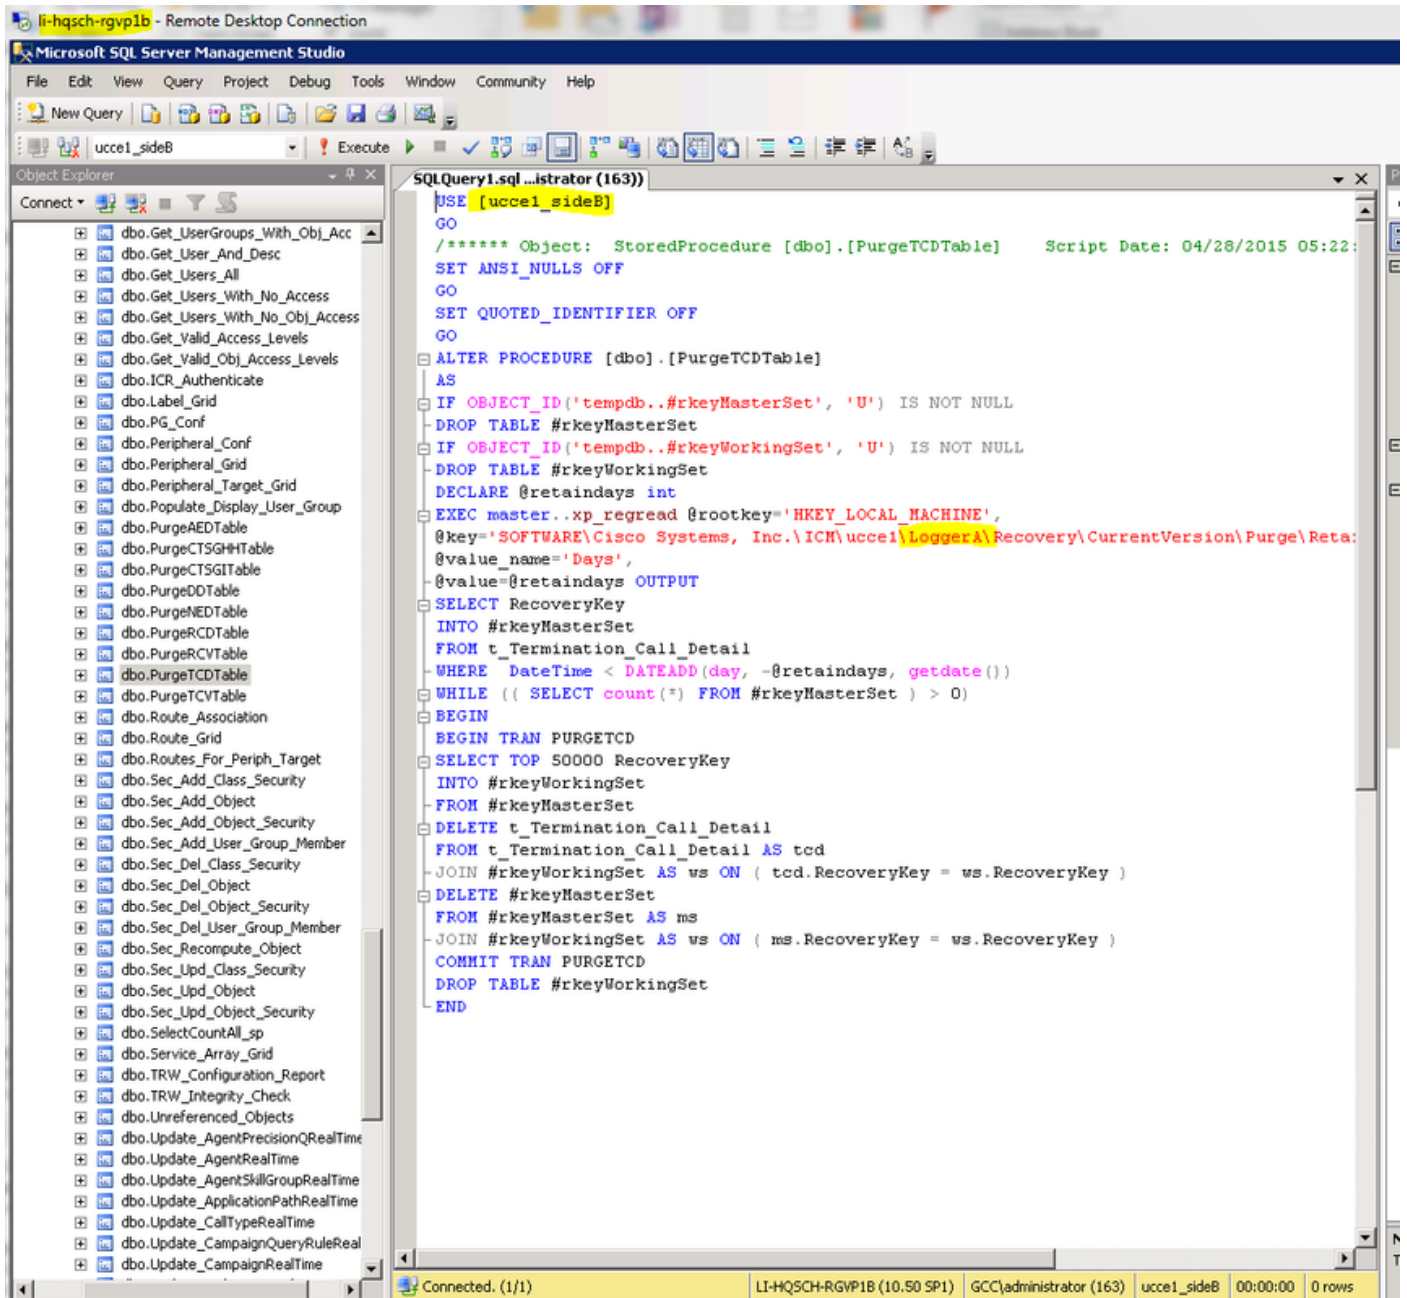 li-hqsch-rgvp1b - Remote Desktop Connection
Microsoft SQL Server Management Studio
File Edit View Query Project Debug Tools Window Community Help
New Query
ucce1_sideB Execute
Object Explorer
Connect
dbo.Get_UserGroups_With_Obj_Acc
dbo.Get_User_And_Desc
dbo.Get_Users_All
dbo.Get_Users_With_No_Access
dbo.Get_Users_With_No_Obj_Access
dbo.Get_Valid_Access_Levels
dbo.Get_Valid_Obj_Access_Levels
dbo.ICR_Authenticate
dbo.Label_Grid
dbo.PG_Conf
dbo.Peripheral_Conf
dbo.Peripheral_Grid
dbo.Peripheral_Target_Grid
dbo.Populate_Display_User_Group
dbo.PurgeAEDTable
dbo.PurgeCTSGHHTable
dbo.PurgeCTSGITable
dbo.PurgeDDTable
dbo.PurgeNEDTable
dbo.PurgeRCDTable
dbo.PurgeRCVTable
dbo.PurgeTCDTable
dbo.PurgeTCVTable
dbo.Route_Association
dbo.Route_Grid
dbo.Routes_For_Periph_Target
dbo.Sec_Add_Class_Security
dbo.Sec_Add_Object
dbo.Sec_Add_Object_Security
dbo.Sec_Add_User_Group_Member
dbo.Sec_Del_Class_Security
dbo.Sec_Del_Object
dbo.Sec_Del_Object_Security
dbo.Sec_Del_User_Group_Member
dbo.Sec_Recompute_Object
dbo.Sec_Upd_Class_Security
dbo.Sec_Upd_Object
dbo.Sec_Upd_Object_Security
dbo.SelectCountAll_sp
dbo.Service_Array_Grid
dbo.TRW_Configuration_Report
dbo.TRW_Integrity_Check
dbo.Unreferenced_Objects
dbo.Update_AgentPrecisionQRealTime
dbo.Update_AgentRealTime
dbo.Update_AgentSkillGroupRealTime
dbo.Update_ApplicationPathRealTime
dbo.Update_CallTypeRealTime
dbo.Update_CampaignQueryRuleReal
dbo.Update_CampaignRealTime
SQLQuery1.sql ...istrator (163))
USE [ucce1_sideB]
GO
/****** Object: StoredProcedure [dbo].[PurgeTCDTable] Script Date: 04/28/2015 05:22:
SET ANSI_NULLS OFF
GO
SET QUOTED_IDENTIFIER OFF
GO
ALTER PROCEDURE [dbo].[PurgeTCDTable]
AS
IF OBJECT_ID('tempdb..#rkeyMasterSet', 'U') IS NOT NULL
DROP TABLE #rkeyMasterSet
IF OBJECT_ID('tempdb..#rkeyWorkingSet', 'U') IS NOT NULL
DROP TABLE #rkeyWorkingSet
DECLARE @retaindays int
EXEC master..xp_regread @rootkey='HKEY_LOCAL_MACHINE',
@key='SOFTWARE\Cisco Systems, Inc.\ICM\ucce1\LoggerA\Recovery\CurrentVersion\Purge\Reta
@value_name='Days',
@value=@retaindays OUTPUT
SELECT RecoveryKey
INTO #rkeyMasterSet
FROM t_Termination_Call_Detail
WHERE DateTime < DATEADD(day, -@retaindays, getdate())
WHILE (( SELECT count(*) FROM #rkeyMasterSet ) > 0)
BEGIN
BEGIN TRAN PURGETCD
SELECT TOP 50000 RecoveryKey
INTO #rkeyWorkingSet
FROM #rkeyMasterSet
DELETE t_Termination_Call_Detail
FROM t_Termination_Call_Detail AS tcd
JOIN #rkeyWorkingSet AS ws ON ( tcd.RecoveryKey = ws.RecoveryKey )
DELETE #rkeyMasterSet
FROM #rkeyMasterSet AS ms
JOIN #rkeyWorkingSet AS ws ON ( ms.RecoveryKey = ws.RecoveryKey )
COMMIT TRAN PURGETCD
DROP TABLE #rkeyWorkingSet
END
Connected. (1/1) LI-HQSCH-RGVP1B (10.50 SP1) GCC\administrator (163) ucce1_sideB 00:00:00 0 rows